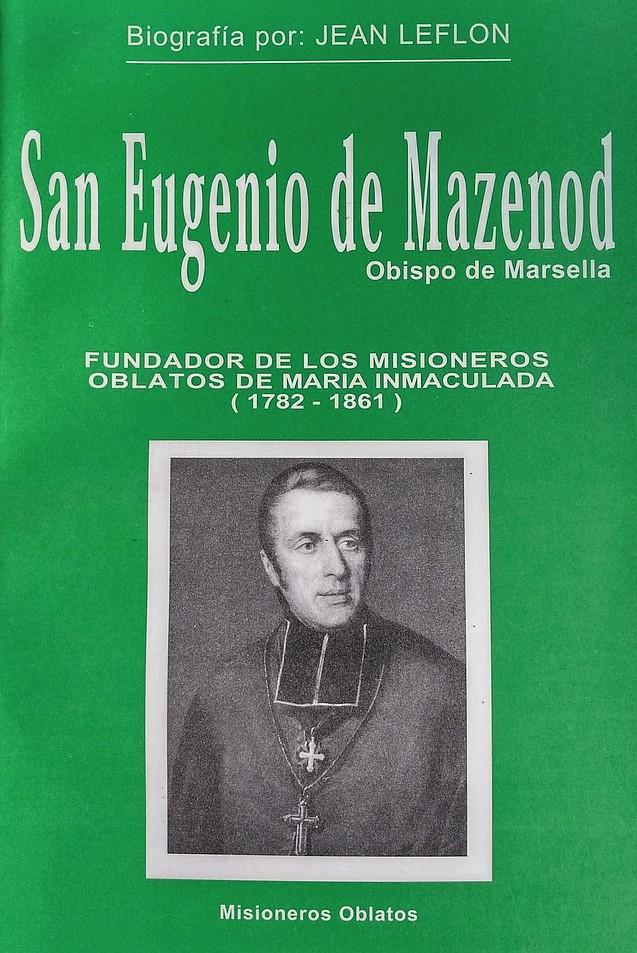 Biografía por: JEAN LEFLON
San Eugenio de Mazenod
Obispo de Marsella
FUNDADOR DE LOS MISIONEROS
OBLATOS DE MARIA INMACULADA
( 1782 - 1861 )
Misioneros Oblatos